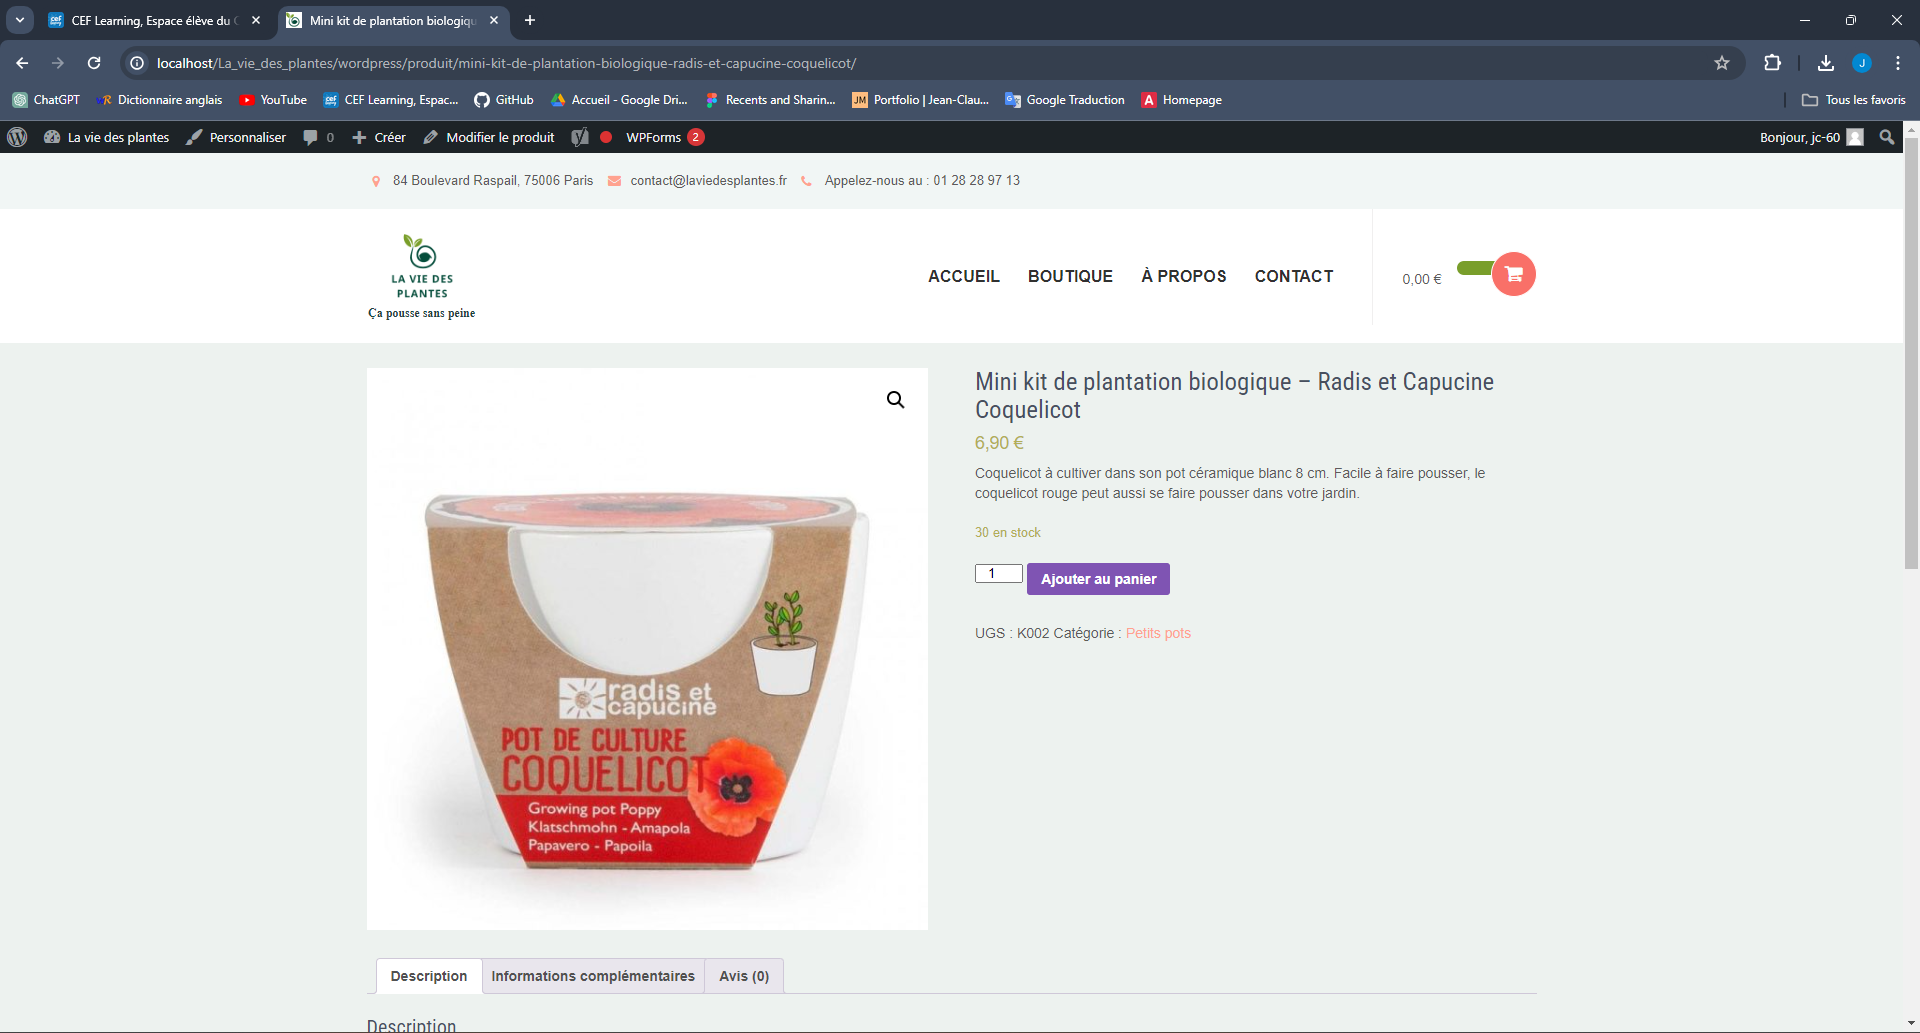 CEF Learning, Espace élève du C
Mini kit de plantation biologiqu
localhost/La_vie_des_plantes/wordpress/produit/mini-kit-de-plantation-biologique-radis-et-capucine-coquelicot/
J
ChatGPT
Dictionnaire anglais
YouTube
CEF Learning, Espac...
GitHub
Accueil - Google Dri...
Recents and Sharin...
Portfolio | Jean-Clau...
Google Traduction
Homepage
Tous les favoris
La vie des plantes
Personnaliser
0
Créer
Modifier le produit
WPForms 2
Bonjour, jc-60
84 Boulevard Raspail, 75006 Paris
contact@laviedesplantes.fr
Appelez-nous au : 01 28 28 97 13
LA VIE DES
PLANTES
Ça pousse sans peine
ACCUEIL
BOUTIQUE
À PROPOS
CONTACT
0,00 €
Mini kit de plantation biologique – Radis et Capucine
Coquelicot
6,90 €
Coquelicot à cultiver dans son pot céramique blanc 8 cm. Facile à faire pousser, le
coquelicot rouge peut aussi se faire pousser dans votre jardin.
30 en stock
1
Ajouter au panier
UGS : K002 Catégorie : Petits pots
radis et
capucine
POT DE CULTURE
COQUELICOT
Growing pot Poppy
Klatschmohn - Amapola
Papavero - Papoila
Description
Informations complémentaires
Avis (0)
Description